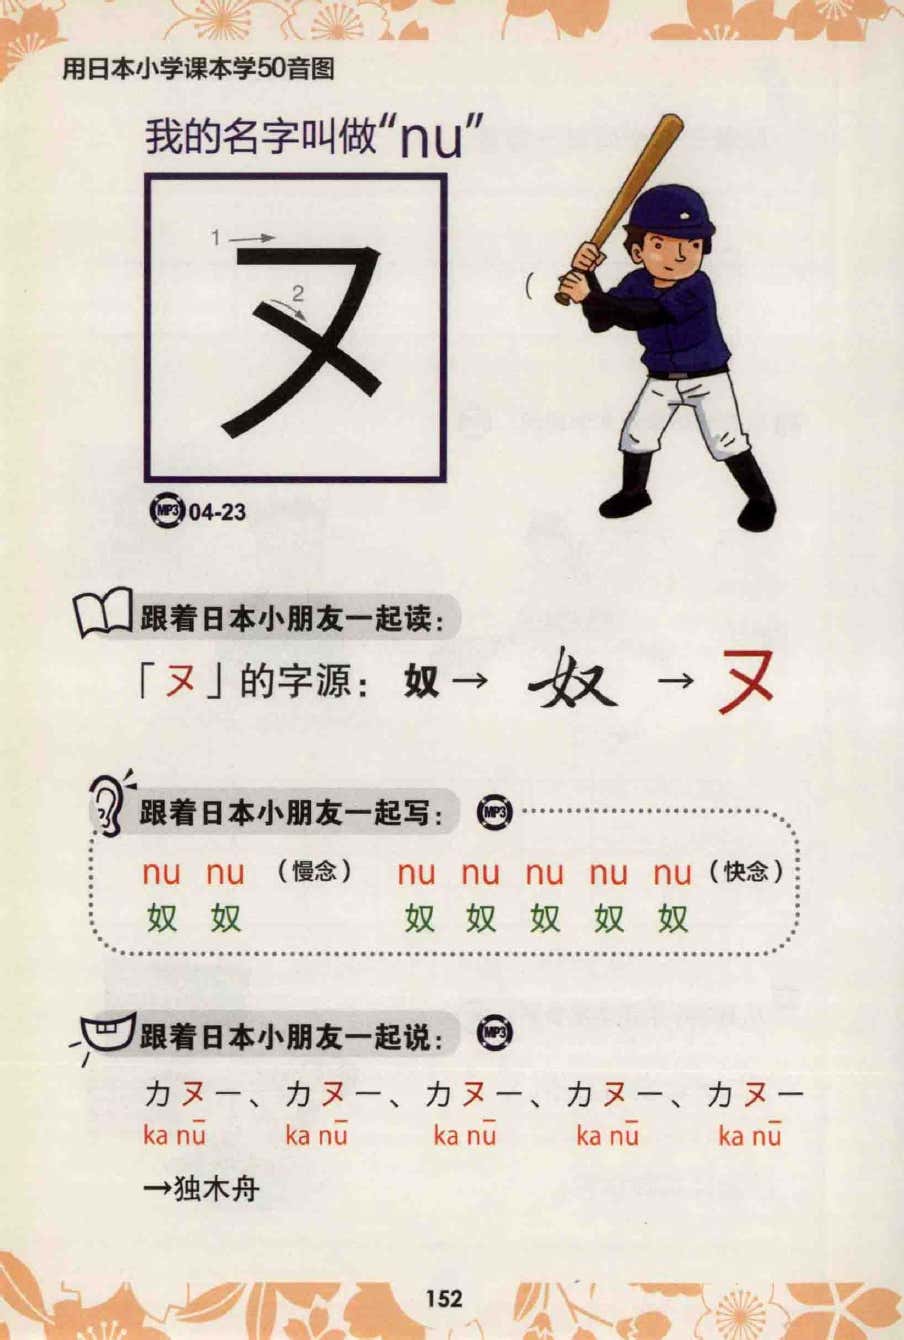 用日本小学课本学50音图
我的名字叫做“nu”
1
2
ヌ
MP3 04-23
跟着日本小朋友一起读：
「ヌ」的字源：奴→ 奴 →ヌ
跟着日本小朋友一起写： MP3
nu nu （慢念） nu nu nu nu nu （快念）
奴 奴 奴 奴 奴 奴 奴
跟着日本小朋友一起说： MP3
カヌー、カヌー、カヌー、カヌー、カヌー
ka nū ka nū ka nū ka nū ka nū
→独木舟
152